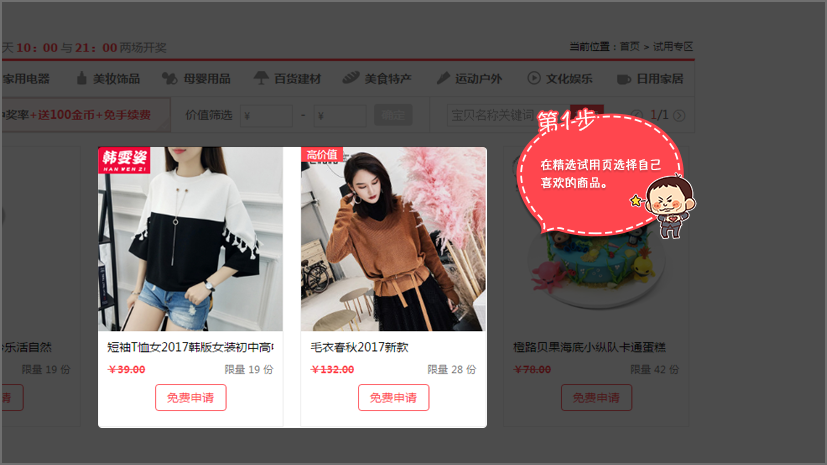 天 10：00 与 21：00 两场开奖
当前位置：首页 > 试用专区
家用电器 美妆饰品 母婴用品 百货建材 美食特产 运动户外 文化娱乐 日用家居
奖率+送100金币+免手续费
价值筛选 ¥ - ¥ 确定 宝贝名称关键词 1/1
第1步
在精选试用页选择自己
喜欢的商品。
韩雯姿
HAN WEN ZI
高价值
乐活自然
短袖T恤女2017韩版女装初中高中
毛衣春秋2017新款
橙路贝果海底小纵队卡通蛋糕
限量 19 份
¥39.00 限量 19 份
¥132.00 限量 28 份
¥78.00 限量 42 份
请
免费申请
免费申请
免费申请